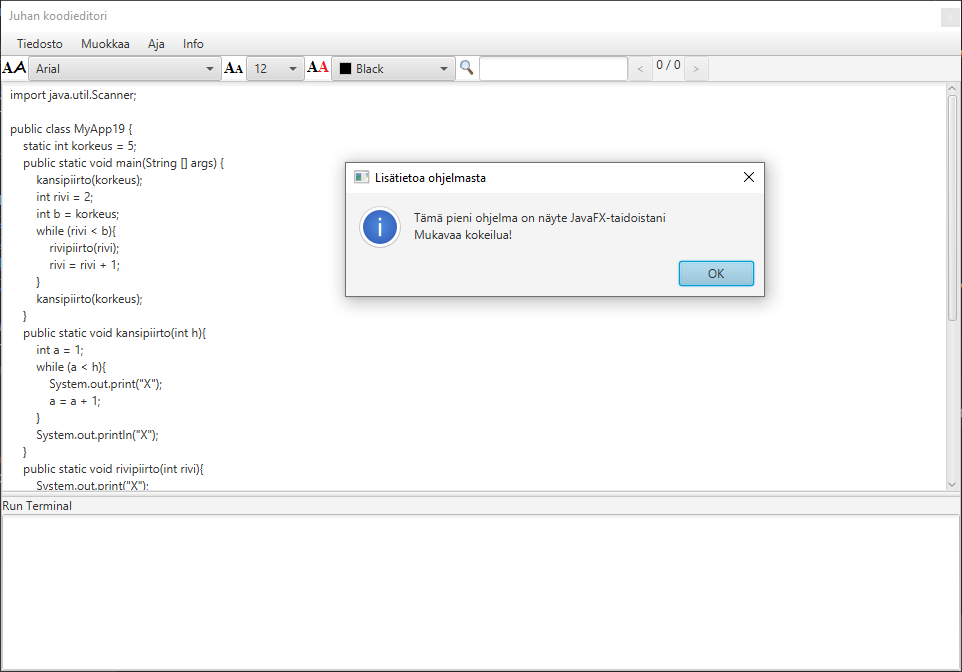 Juhan koodieditori
Tiedosto Muokkaa Aja Info
AA Arial AA 12 AA Black < 0 / 0 >
import java.util.Scanner;
public class MyApp19 {
static int korkeus = 5;
public static void main(String [] args) {
kansipiirto(korkeus);
int rivi = 2;
int b = korkeus;
while (rivi < b){
rivipiirto(rivi);
rivi = rivi + 1;
}
kansipiirto(korkeus);
}
public static void kansipiirto(int h){
int a = 1;
while (a < h){
System.out.print("X");
a = a + 1;
}
System.out.println("X");
}
public static void rivipiirto(int rivi){
System.out.print("X");
Lisätietoa ohjelmasta
i
Tämä pieni ohjelma on näyte JavaFX-taidoistani
Mukavaa kokeilua!
OK
Run Terminal